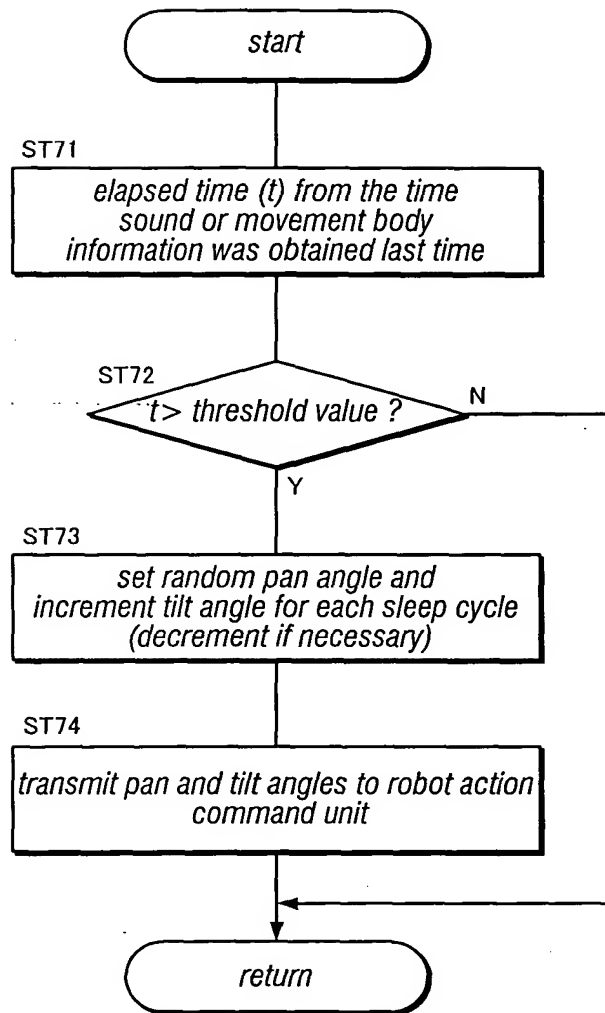 start
ST71
elapsed time (t) from the time
sound or movement body
information was obtained last time
ST72
t> threshold value ?
N
Y
ST73
set random pan angle and
increment tilt angle for each sleep cycle
(decrement if necessary)
ST74
transmit pan and tilt angles to robot action
command unit
return